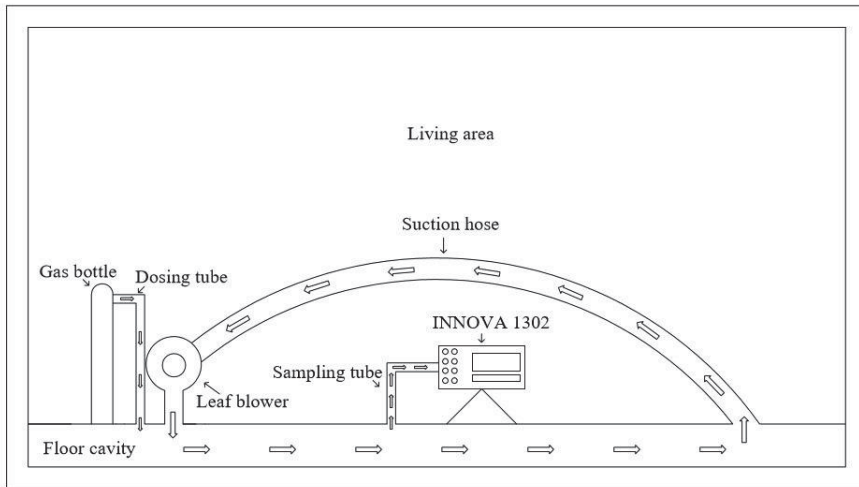 Living area
Suction hose
Gas bottle
Dosing tube
INNOVA 1302
Sampling tube
Leaf blower
Floor cavity